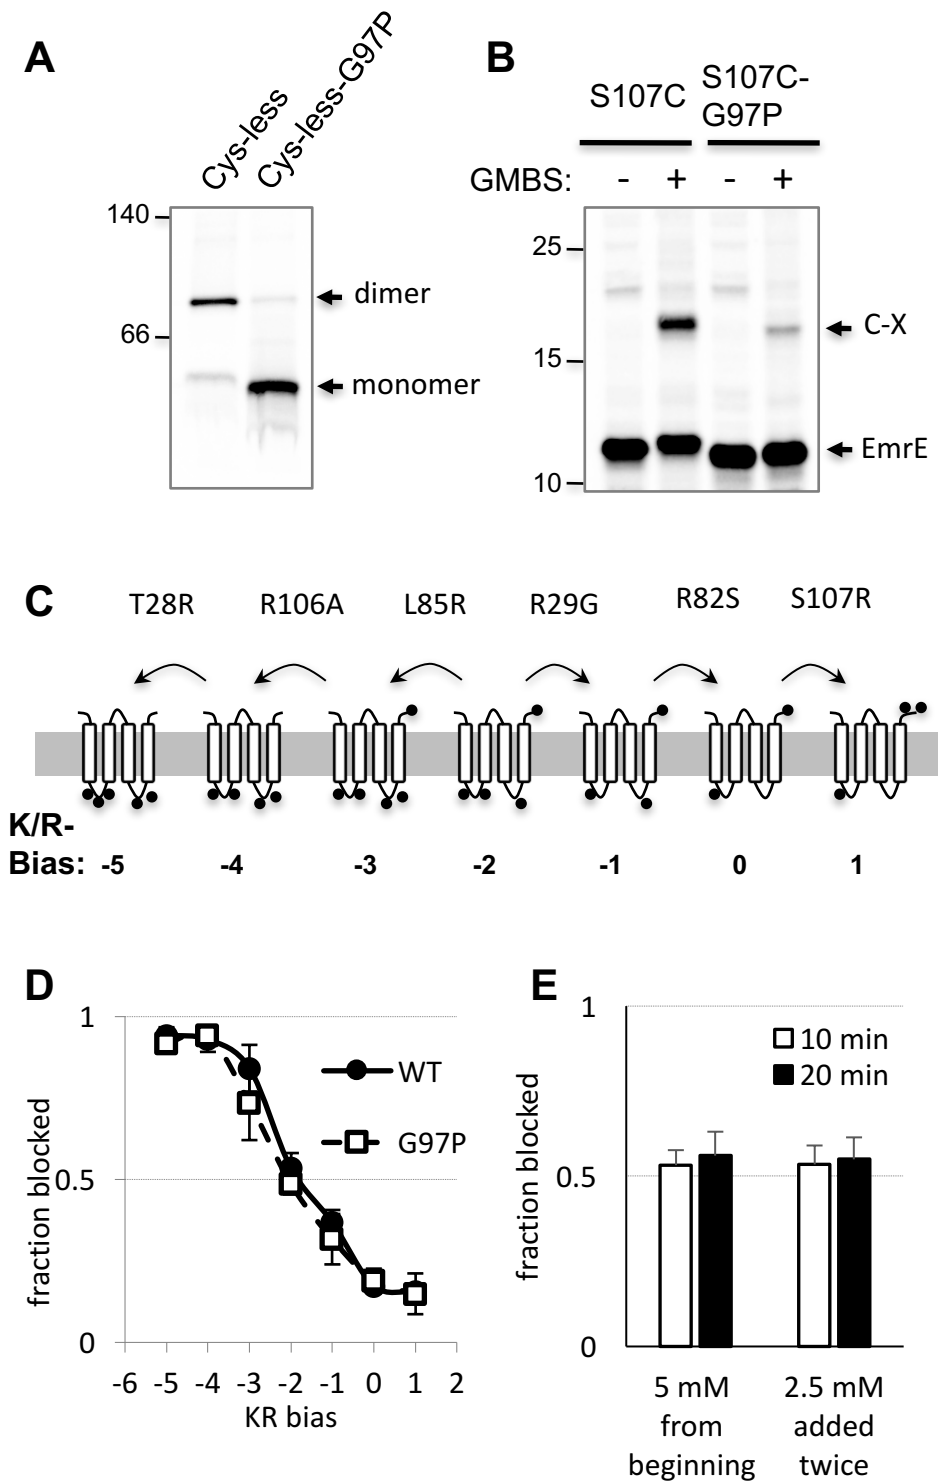 A
Cys-less
Cys-less-G97P
140
66
dimer
monomer
B
S107C
S107C-
G97P
GMBS: - + - +
25
15
10
C-X
EmrE
C
T28R R106A L85R R29G R82S S107R
K/R-
Bias: -5 -4 -3 -2 -1 0 1
D
1
0.5
0
fraction blocked
WT
G97P
-6 -5 -4 -3 -2 -1 0 1 2
KR bias
E
1
0.5
0
fraction blocked
10 min
20 min
5 mM
from
beginning
2.5 mM
added
twice